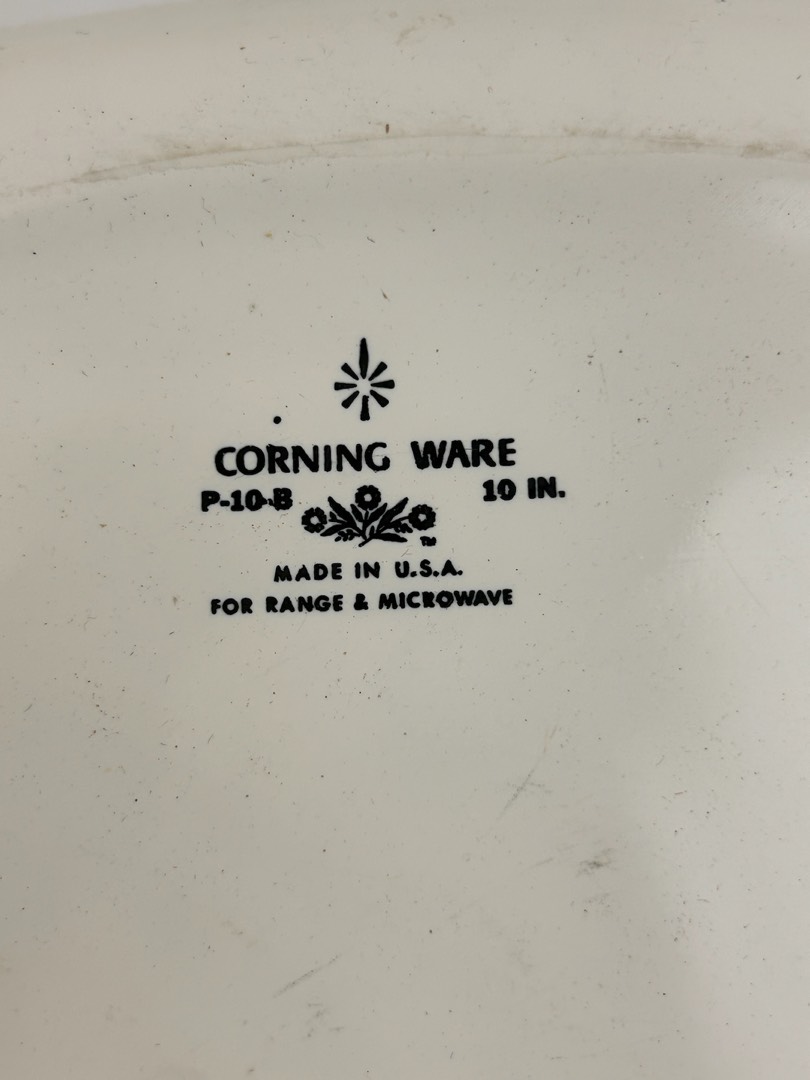 CORNING WARE
P-10-B 10 IN.
TM
MADE IN U.S.A.
FOR RANGE & MICROWAVE